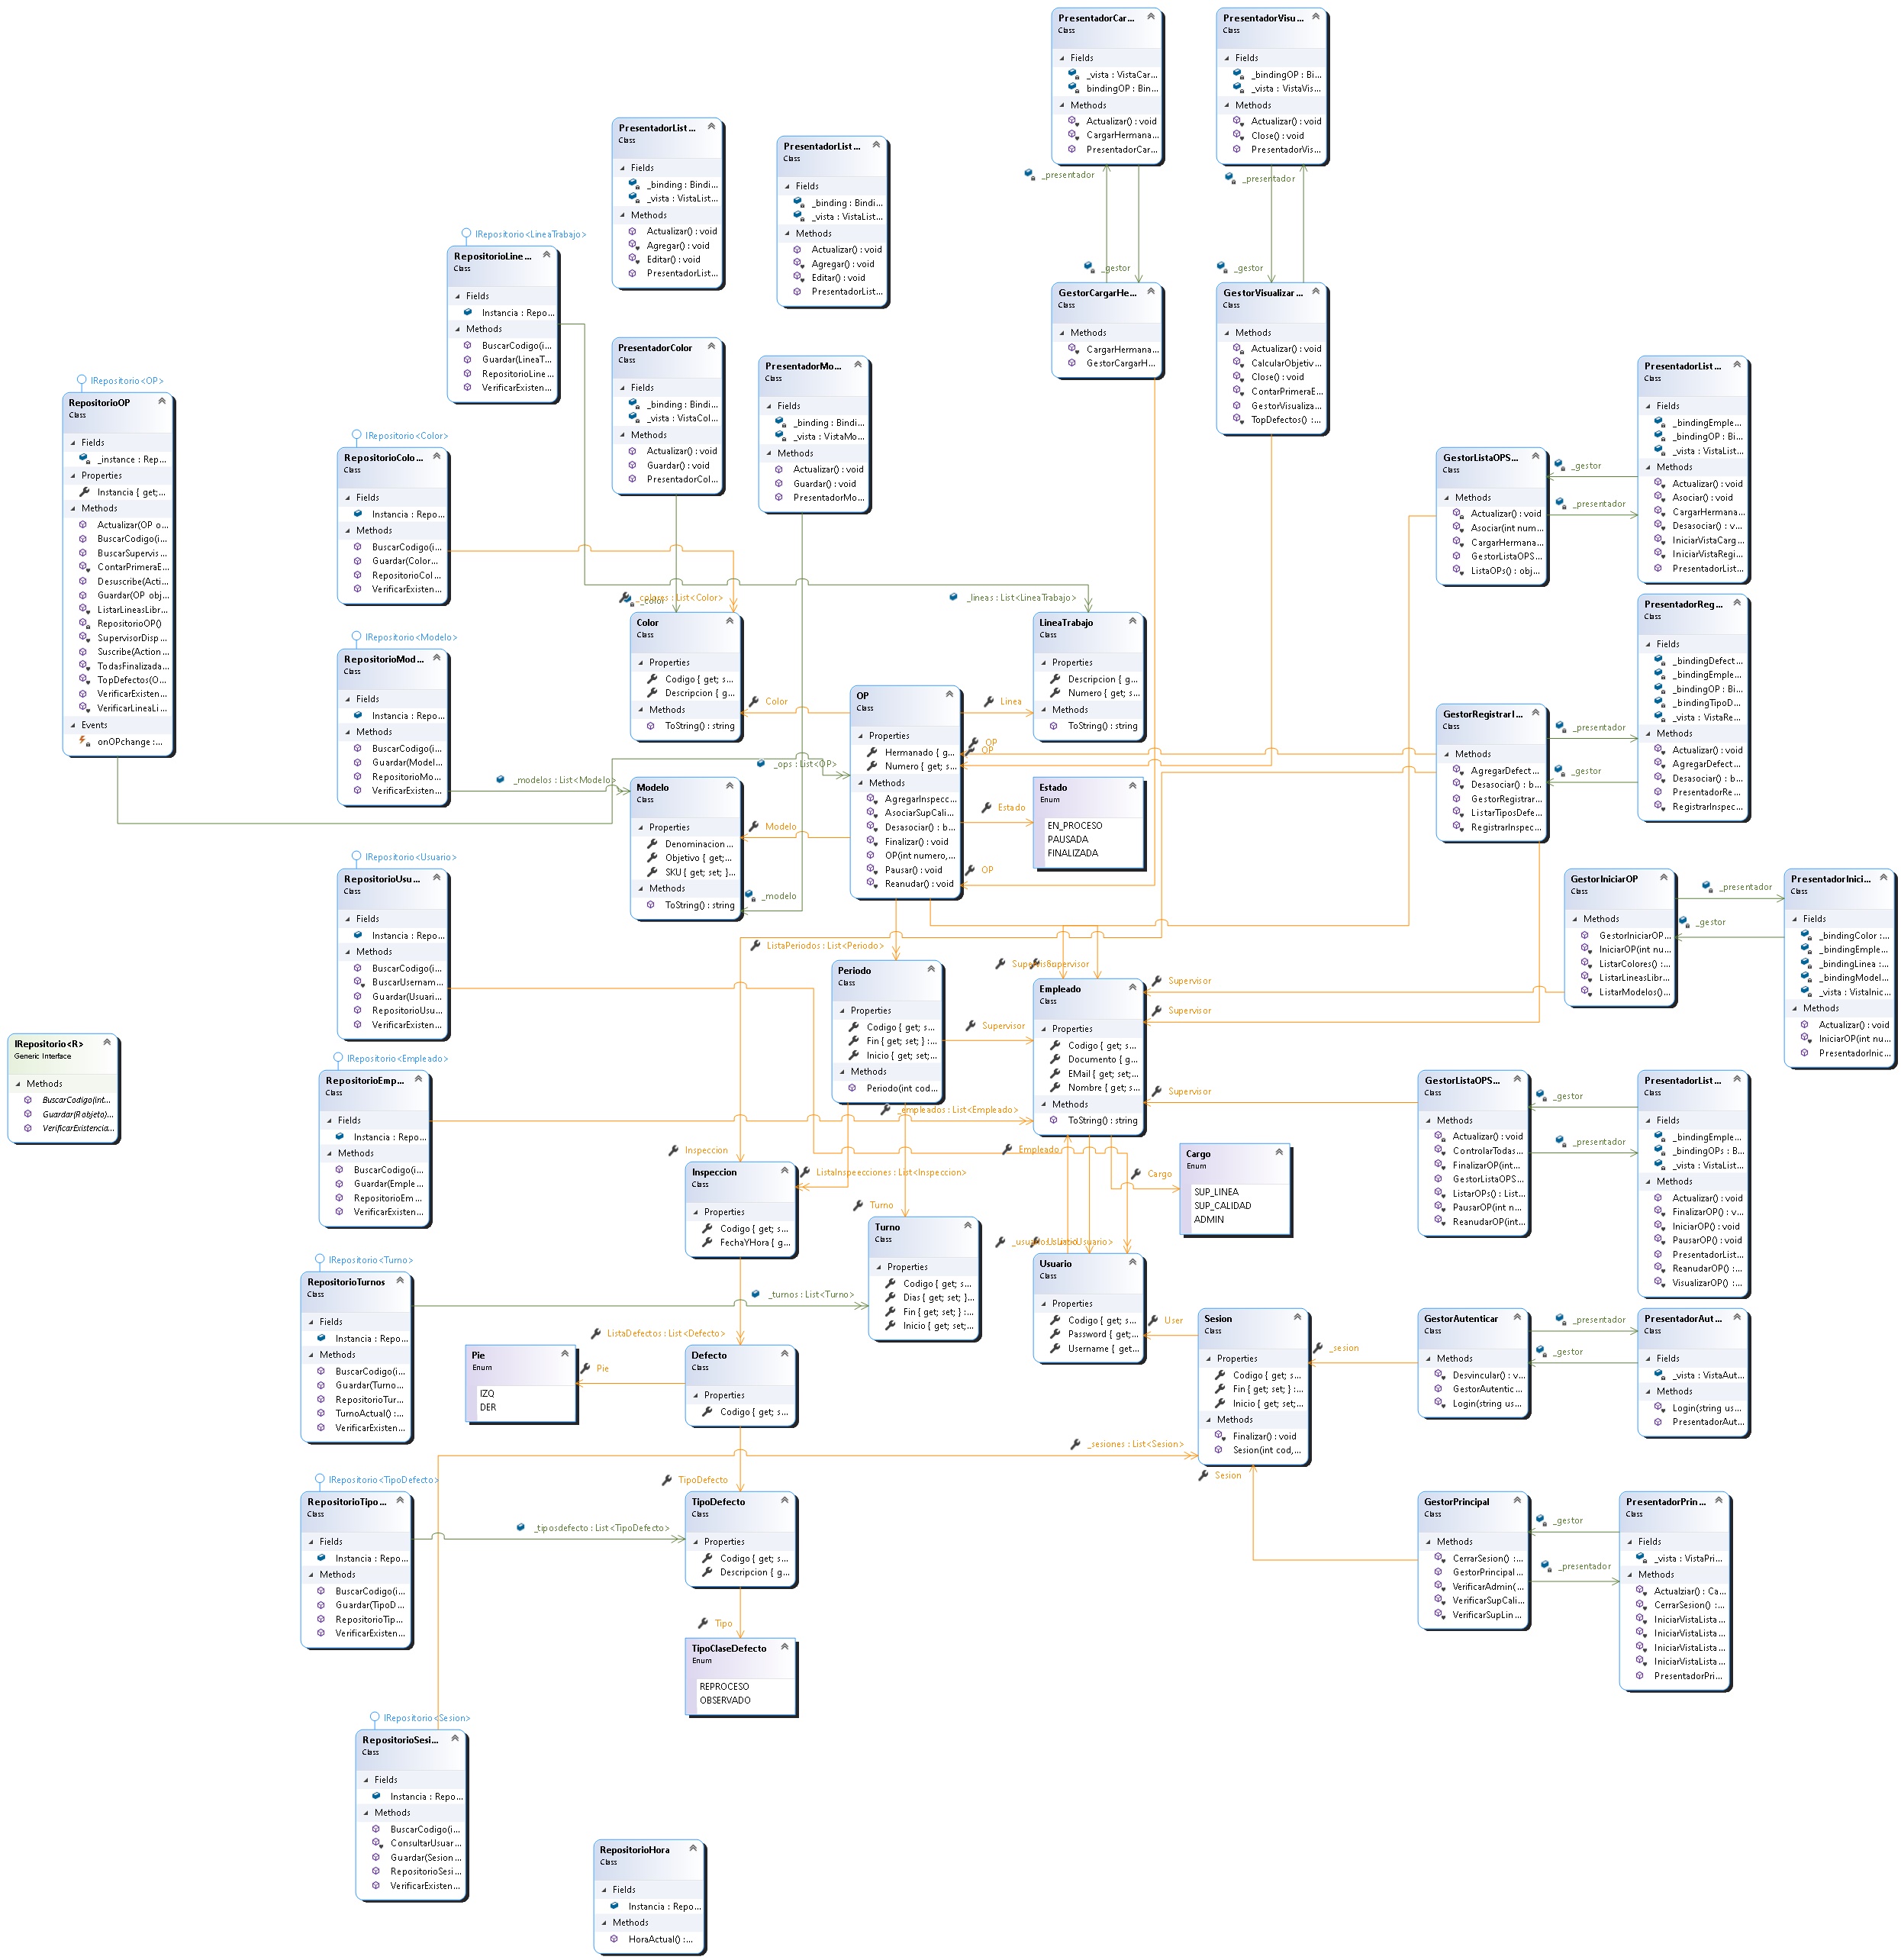 PresentadorCar...
Class
Fields
_vista : VistaCar...
bindingOP : Bin...
Methods
Actualizar() : void
CargarHermana...
PresentadorCar...
PresentadorVisu...
Class
Fields
_bindingOP : Bi...
_vista : VistaVis...
Methods
Actualizar() : void
Close() : void
PresentadorVis...
PresentadorList...
Class
Fields
_binding : Bindi...
_vista : VistaList...
Methods
Actualizar() : void
Agregar() : void
Editar() : void
PresentadorList...
PresentadorList...
Class
Fields
_binding : Bindi...
_vista : VistaList...
Methods
Actualizar() : void
Agregar() : void
Editar() : void
PresentadorList...
_presentador
_presentador
_gestor
_gestor
IRepositorio<LineaTrabajo>
RepositorioLine...
Class
Fields
Instancia : Repo...
Methods
BuscarCodigo(i...
Guardar(LineaT...
RepositorioLine...
VerificarExisten...
GestorCargarHe...
Class
Methods
CargarHermana...
GestorCargarH...
GestorVisualizar...
Class
Methods
Actualizar() : void
CalcularObjetiv...
Close() : void
ContarPrimeraE...
GestorVisualiza...
TopDefectos() :...
PresentadorColor
Class
Fields
_binding : Bindi...
_vista : VistaCol...
Methods
Actualizar() : void
Guardar() : void
PresentadorCol...
PresentadorMo...
Class
Fields
_binding : Bindi...
_vista : VistaMo...
Methods
Actualizar() : void
Guardar() : void
PresentadorMo...
IRepositorio<OP>
RepositorioOP
Class
Fields
_instance : Rep...
Properties
Instancia { get;...
Methods
Actualizar(OP o...
BuscarCodigo(i...
BuscarSupervis...
ContarPrimeraE...
Desuscribe(Acti...
Guardar(OP obj...
ListarLineasLibr...
RepositorioOP()
SupervisorDisp...
Suscribe(Action...
TodasFinalizada...
TopDefectos(O...
VerificarExisten...
VerificarLineaLi...
Events
onOPchange :...
IRepositorio<Color>
RepositorioColo...
Class
Fields
Instancia : Repo...
Methods
BuscarCodigo(i...
Guardar(Color...
RepositorioCol...
VerificarExisten...
GestorListaOPS...
Class
Methods
Actualizar() : void
Asociar(int num...
CargarHermana...
GestorListaOPS...
ListaOPs() : obj...
_gestor
_presentador
PresentadorList...
Class
Fields
_bindingEmple...
_bindingOP : Bi...
_vista : VistaList...
Methods
Actualizar() : void
Asociar() : void
CargarHermana...
Desasociar() : v...
IniciarVistaCarg...
IniciarVistaRegi...
PresentadorList...
_colores : List<Color>
_color
_lineas : List<LineaTrabajo>
Color
Class
Properties
Codigo { get; s...
Descripcion { g...
Methods
ToString() : string
LineaTrabajo
Class
Properties
Descripcion { g...
Numero { get; s...
Methods
ToString() : string
IRepositorio<Modelo>
RepositorioMod...
Class
Fields
Instancia : Repo...
Methods
BuscarCodigo(i...
Guardar(Model...
RepositorioMo...
VerificarExisten...
PresentadorReg...
Class
Fields
_bindingDefect...
_bindingEmple...
_bindingOP : Bi...
_bindingTipoD...
_vista : VistaRe...
Methods
Actualizar() : void
AgregarDefect...
Desasociar() : b...
PresentadorRe...
RegistrarInspec...
OP
Class
Properties
Hermanado { g...
Numero { get; s...
Methods
AgregarInspecc...
AsociarSupCali...
Desasociar() : b...
Finalizar() : void
OP(int numero,...
Pausar() : void
Reanudar() : void
Color
Linea
OP
OP
OP
GestorRegistrarI...
Class
Methods
AgregarDefect...
Desasociar() : b...
GestorRegistrar...
ListarTiposDefe...
RegistrarInspec...
_presentador
_gestor
_modelos : List<Modelo>
_ops : List<OP>
Modelo
Class
Properties
Denominacion...
Objetivo { get;...
SKU { get; set; }...
Methods
ToString() : string
Modelo
_modelo
Estado
Estado
Enum
EN_PROCESO
PAUSADA
FINALIZADA
IRepositorio<Usuario>
RepositorioUsu...
Class
Fields
Instancia : Repo...
Methods
BuscarCodigo(i...
BuscarUsernam...
Guardar(Usuari...
RepositorioUsu...
VerificarExisten...
GestorIniciarOP
Class
Methods
GestorIniciarOP...
IniciarOP(int nu...
ListarColores() :...
ListarLineasLibr...
ListarModelos()...
_presentador
_gestor
PresentadorInici...
Class
Fields
_bindingColor :...
_bindingEmple...
_bindingLinea :...
_bindingModel...
_vista : VistaInic...
Methods
Actualizar() : void
IniciarOP(int nu...
PresentadorInic...
ListaPeriodos : List<Periodo>
Periodo
Class
Properties
Codigo { get; s...
Fin { get; set; } :...
Inicio { get; set;...
Methods
Periodo(int cod...
Supervisor
Supervisor
Supervisor
Supervisor
Supervisor
Supervisor
Empleado
Class
Properties
Codigo { get; s...
Documento { g...
EMail { get; set;...
Nombre { get; s...
Methods
ToString() : string
IRepositorio<R>
Generic Interface
Methods
BuscarCodigo(int...
Guardar(R objeto)...
VerificarExistencia...
IRepositorio<Empleado>
RepositorioEmp...
Class
Fields
Instancia : Repo...
Methods
BuscarCodigo(i...
Guardar(Emple...
RepositorioEm...
VerificarExisten...
_empleados : List<Empleado>
GestorListaOPS...
Class
Methods
Actualizar() : void
ControlarTodas...
FinalizarOP(int...
GestorListaOPS...
ListarOPs() : List...
PausarOP(int n...
ReanudarOP(int...
_gestor
_presentador
PresentadorList...
Class
Fields
_bindingEmple...
_bindingOPs : B...
_vista : VistaList...
Methods
Actualizar() : void
FinalizarOP() : v...
IniciarOP() : void
PausarOP() : void
PresentadorList...
ReanudarOP() :...
VisualizarOP() :...
Inspeccion
Inspeccion
Class
Properties
Codigo { get; s...
FechaYHora { g...
ListaInspeecciones : List<Inspeccion>
Empleado
Cargo
Cargo
Enum
SUP_LINEA
SUP_CALIDAD
ADMIN
Turno
Turno
Class
Properties
Codigo { get; s...
Dias { get; set; }...
Fin { get; set; } :...
Inicio { get; set;...
_usuarios : List<Usuario>
Usuario
Usuario
Class
Properties
Codigo { get; s...
Password { get;...
Username { get...
IRepositorio<Turno>
RepositorioTurnos
Class
Fields
Instancia : Repo...
Methods
BuscarCodigo(i...
Guardar(Turno...
RepositorioTur...
TurnoActual() :...
VerificarExisten...
_turnos : List<Turno>
User
Sesion
Class
Properties
Codigo { get; s...
Fin { get; set; } :...
Inicio { get; set;...
Methods
Finalizar() : void
Sesion(int cod,...
_sesion
GestorAutenticar
Class
Methods
Desvincular() : v...
GestorAutentic...
Login(string us...
_presentador
_gestor
PresentadorAut...
Class
Fields
_vista : VistaAut...
Methods
Login(string us...
PresentadorAut...
ListaDefectos : List<Defecto>
Pie
Enum
IZQ
DER
Pie
Defecto
Class
Properties
Codigo { get; s...
_sesiones : List<Sesion>
Sesion
IRepositorio<TipoDefecto>
RepositorioTipo...
Class
Fields
Instancia : Repo...
Methods
BuscarCodigo(i...
Guardar(TipoD...
RepositorioTip...
VerificarExisten...
_tiposdefecto : List<TipoDefecto>
TipoDefecto
TipoDefecto
Class
Properties
Codigo { get; s...
Descripcion { g...
GestorPrincipal
Class
Methods
CerrarSesion() :...
GestorPrincipal...
VerificarAdmin(...
VerificarSupCali...
VerificarSupLin...
_gestor
_presentador
PresentadorPrin...
Class
Fields
_vista : VistaPri...
Methods
Actualziar() : Ca...
CerrarSesion() :...
IniciarVistaLista...
IniciarVistaLista...
IniciarVistaLista...
IniciarVistaLista...
PresentadorPri...
Tipo
TipoClaseDefecto
Enum
REPROCESO
OBSERVADO
IRepositorio<Sesion>
RepositorioSesi...
Class
Fields
Instancia : Repo...
Methods
BuscarCodigo(i...
ConsultarUsuar...
Guardar(Sesion...
RepositorioSesi...
VerificarExisten...
RepositorioHora
Class
Fields
Instancia : Repo...
Methods
HoraActual() :...